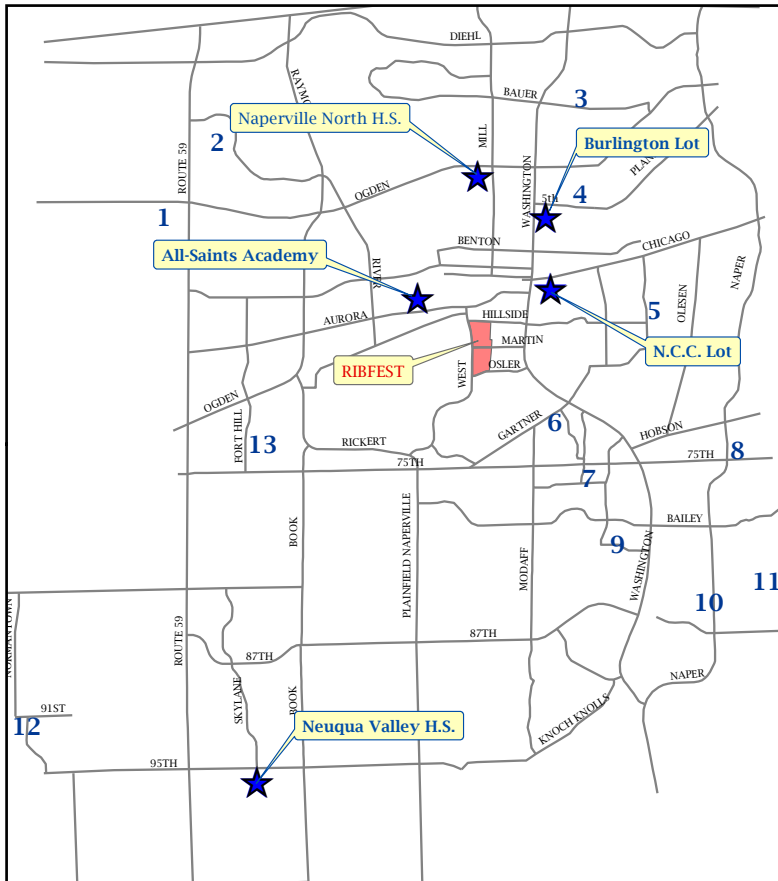 DIEHL
RAYMO
BAUER
3
Naperville North H.S.
MILL
2
Burlington Lot
PLAN
ROUTE 59
WASHINGTON
OGDEN
5th
4
1
BENTON
CHICAGO
All-Saints Academy
RIVER
NAPER
AURORA
HILLSIDE
5
OLESEN
MARTIN
N.C.C. Lot
RIBFEST
WEST
OSLER
OGDEN
FORT HILL
13
RICKERT
GARTNER
6
HOBSON
75TH
75TH
8
7
BOOK
PLAINFIELD NAPERVILLE
BAILEY
9
MODAFF
WASHINGTON
10
11
NORMANTOWN
ROUTE 59
87TH
87TH
NAPER
SKYLANE
BOOK
91ST
12
Neuqua Valley H.S.
KNOCH KNOLLS
95TH